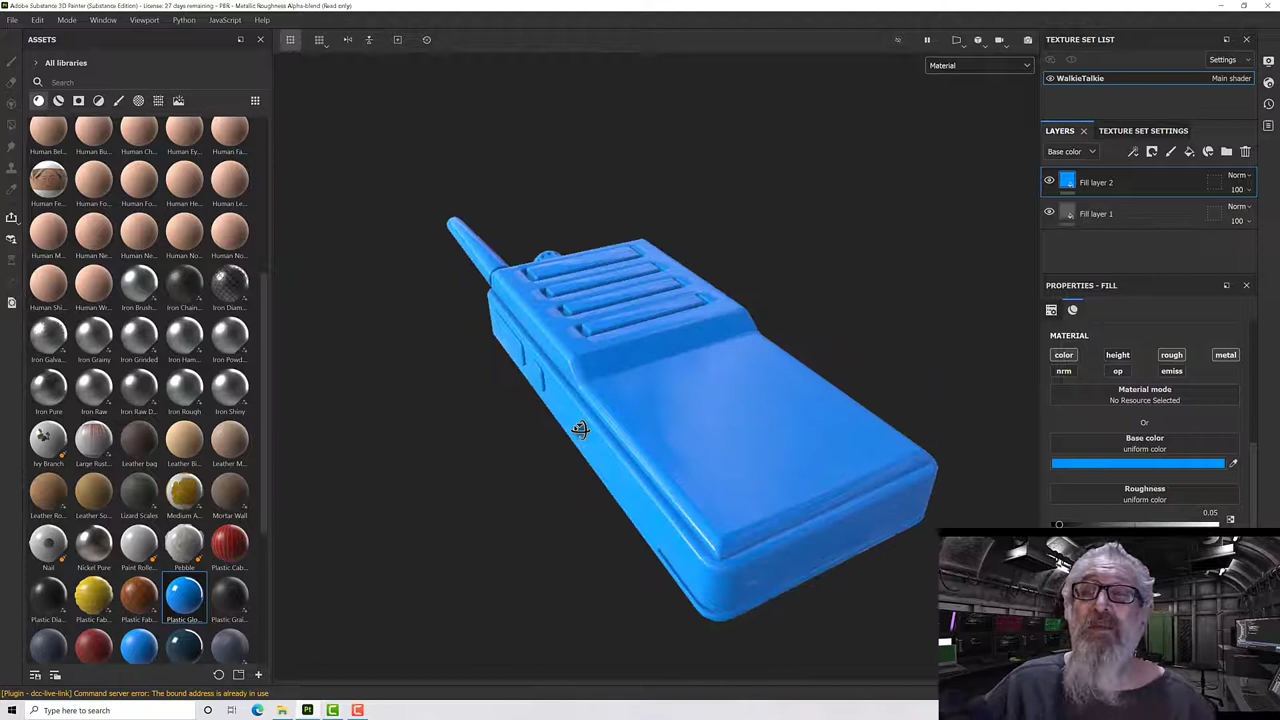 Adobe Substance 3D Painter (Substance Edition) - License: 27 days remaining - PBR - Metallic Roughness Alpha-blend (Read only)
File Edit Mode Window Viewport Python JavaScript Help
ASSETS
All libraries
Search
Human Bel... Human Bu... Human Ch... Human Ey... Human Fa...
Human Fe... Human Fo... Human Fo... Human He... Human Le...
Human M... Human Ne... Human Ne... Human No... Human No...
Human Shi... Human Wr... Iron Brush... Iron Chain... Iron Diam...
Iron Galva... Iron Grainy Iron Grinded Iron Ham... Iron Powd...
Iron Pure Iron Raw Iron Raw D... Iron Rough Iron Shiny
Ivy Branch Large Rust... Leather bag Leather Bi... Leather M...
Leather Ro... Leather So... Lizard Scales Medium A... Mortar Wall
Nail Nickel Pure Paint Rolle... Pebble Plastic Cab...
Plastic Dia... Plastic Fab... Plastic Fab... Plastic Glo... Plastic Grai...
Material
TEXTURE SET LIST
Settings
WalkieTalkie Main shader
LAYERS TEXTURE SET SETTINGS
Base color
Fill layer 2 Norm 100
Fill layer 1 Norm 100
PROPERTIES - FILL
MATERIAL
color height rough metal
nrm op emiss
Material mode
No Resource Selected
Or
Base color
uniform color
Roughness
uniform color
0.05
[Plugin - dcc-live-link] Command server error: The bound address is already in use
Type here to search
Pt